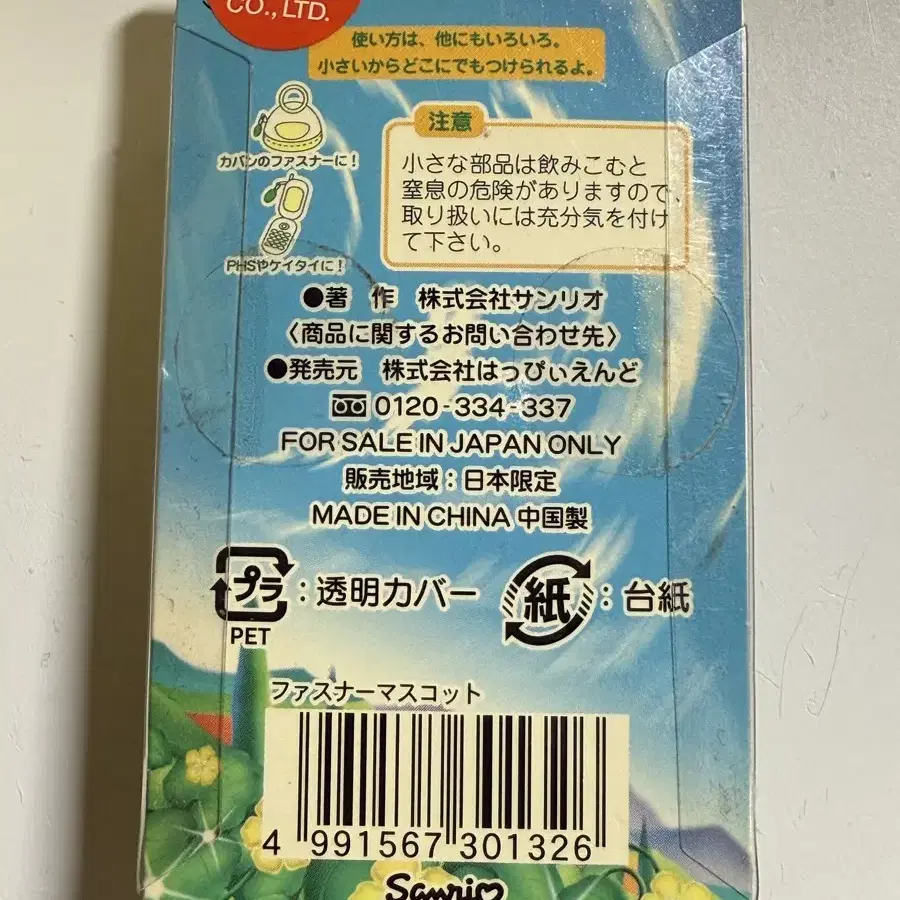 CO., LTD.
使い方は、他にもいろいろ。
小さいからどこにでもつけられるよ。
カバンのファスナーに!
PHSやケイタイに!
注意
小さな部品は飲みこむと
窒息の危険がありますので、
取り扱いには充分気を付け
て下さい。
●著 作 株式会社サンリオ
〈商品に関するお問い合わせ先〉
●発売元 株式会社はっぴぃえんど
0120-334-337
FOR SALE IN JAPAN ONLY
販売地域:日本限定
MADE IN CHINA 中国製
プラ:透明カバー
PET
紙:台紙
ファスナーマスコット
4 991567 301326
Sanrio